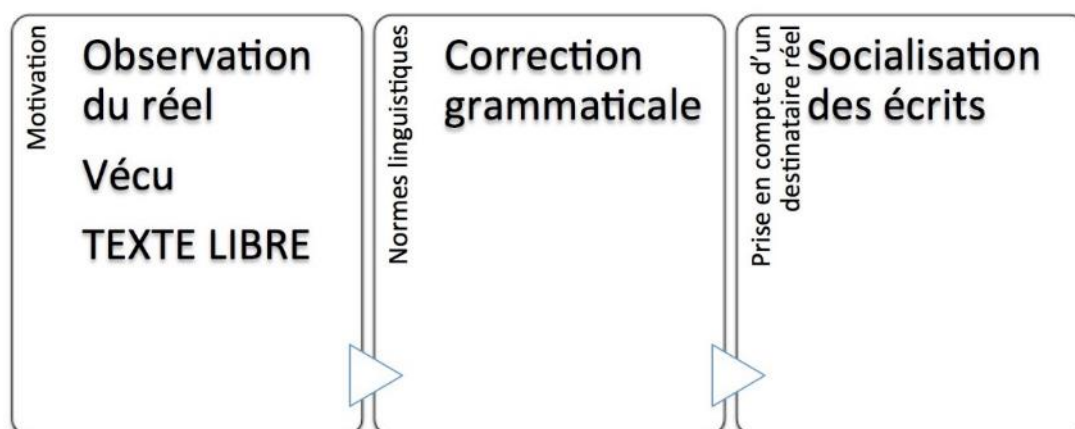 Motivation
Observation
du réel
Vécu
TEXTE LIBRE
Normes linguistiques
Correction
grammaticale
Prise en compte d'un
destinataire réel
Socialisation
des écrits